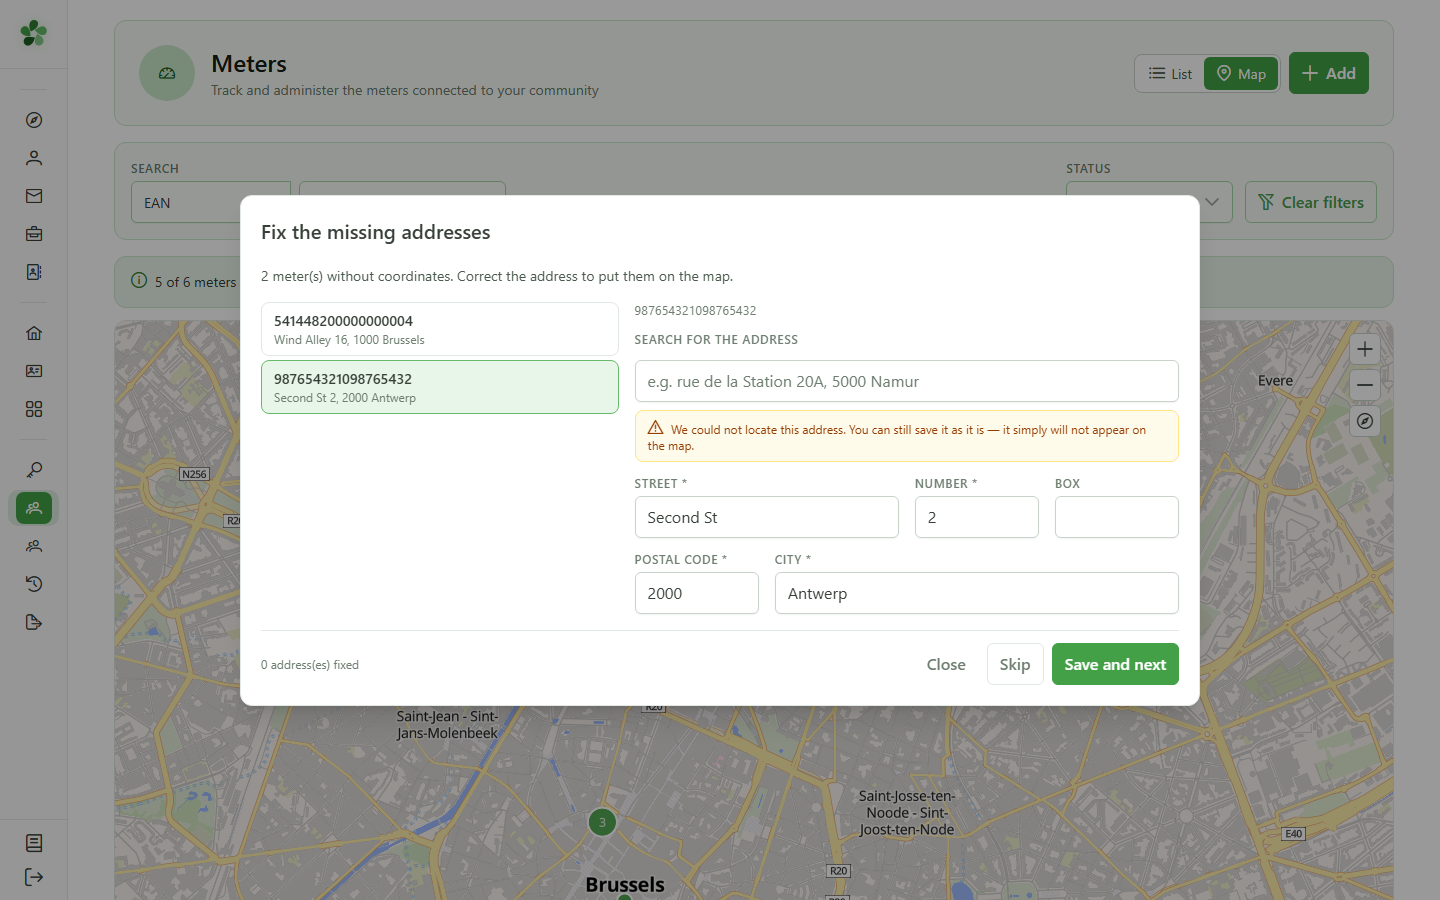 Meters
Track and administer the meters connected to your community
List
Map
Add
SEARCH
STATUS
EAN
Clear filters
5 of 6 meters
Fix the missing addresses
2 meter(s) without coordinates. Correct the address to put them on the map.
541448200000000004
Wind Alley 16, 1000 Brussels
987654321098765432
Second St 2, 2000 Antwerp
987654321098765432
SEARCH FOR THE ADDRESS
e.g. rue de la Station 20A, 5000 Namur
We could not locate this address. You can still save it as it is — it simply will not appear on
the map.
STREET *
NUMBER *
BOX
Second St
2
POSTAL CODE *
CITY *
2000
Antwerp
0 address(es) fixed
Close
Skip
Save and next
Evere
N256
R20
Saint-Jean - Sint-
Jans-Molenbeek
Saint-Josse-ten-
Noode - Sint-
Joost-ten-Node
3
E40
R20
Brussels